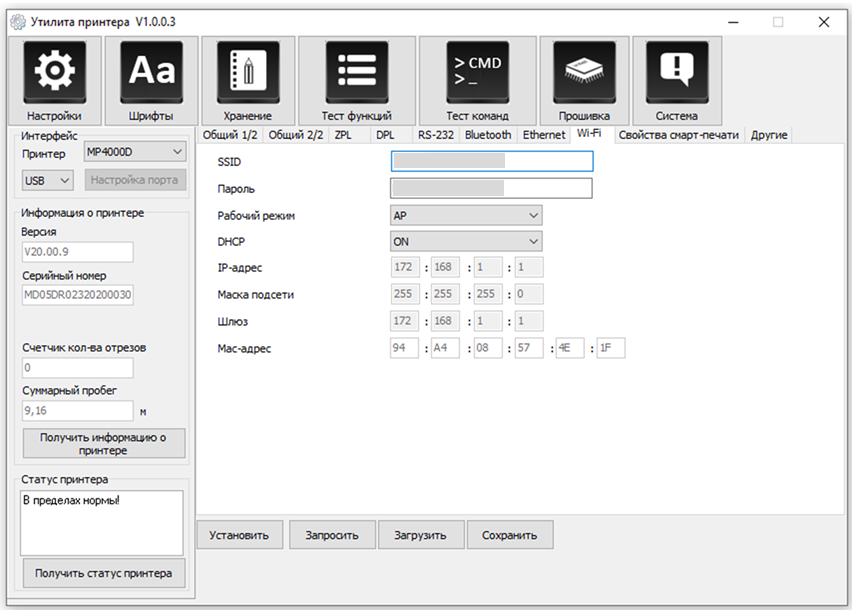 Утилита принтера V1.0.0.3
Настройки
Aa
Шрифты
Хранение
Тест функций
> CMD
>_
Тест команд
Прошивка
Система
Интерфейс
Принтер MP4000D
USB Настройка порта
Информация о принтере
Версия
V20.00.9
Серийный номер
MD05DR02320200030
Счетчик кол-ва отрезов
0
Суммарный пробег
9,16 м
Получить информацию о
принтере
Статус принтера
В пределах нормы!
Получить статус принтера
Общий 1/2 Общий 2/2 ZPL DPL RS-232 Bluetooth Ethernet Wi-Fi Свойства смарт-печати Другие
SSID
Пароль
Рабочий режим AP
DHCP ON
IP-адрес 172 : 168 : 1 : 1
Маска подсети 255 : 255 : 255 : 0
Шлюз 172 : 168 : 1 : 1
Mac-адрес 94 : A4 : 08 : 57 : 4E : 1F
Установить Запросить Загрузить Сохранить